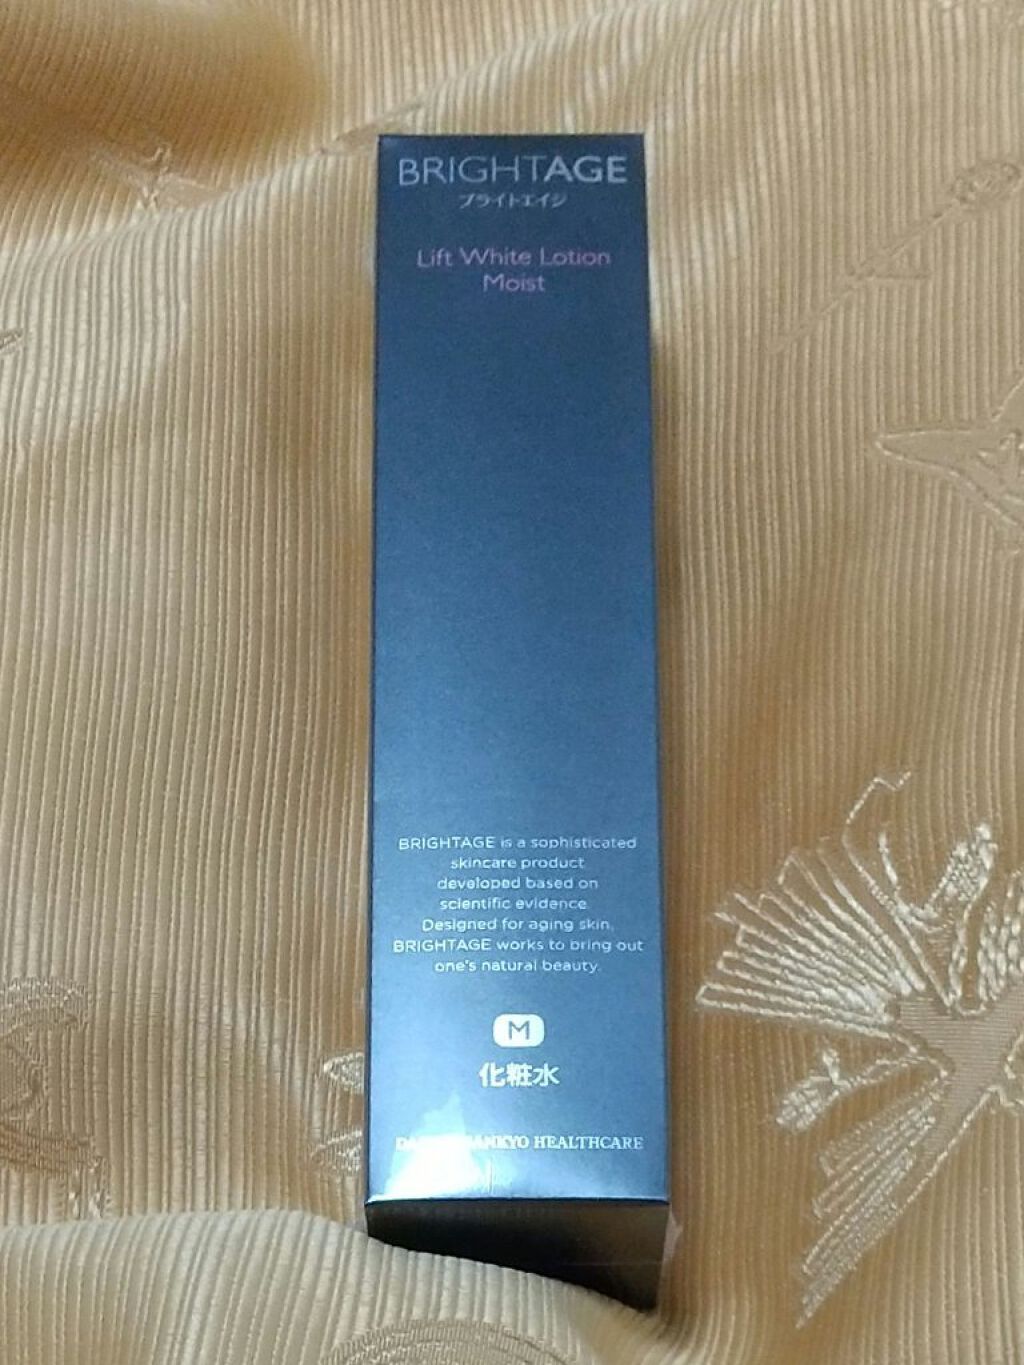 BRIGHTAGE
ブライトエイジ
Lift White Lotion
Moist
BRIGHTAGE is a sophisticated
skincare product
developed based on
scientific evidence.
Designed for aging skin,
BRIGHTAGE works to bring out
one's natural beauty.
M
化粧水
HEALTHCARE